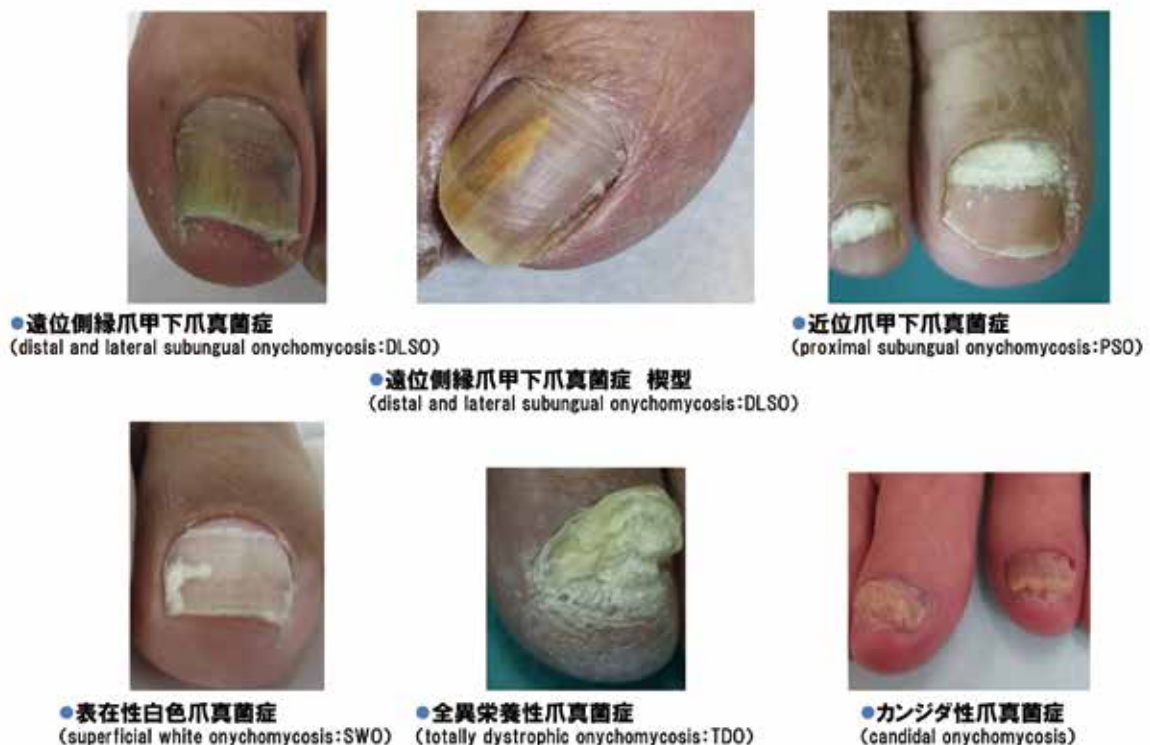 ●遠位側縁爪甲下爪真菌症
(distal and lateral subungual onychomycosis:DLSO)
●遠位側縁爪甲下爪真菌症 楔型
(distal and lateral subungual onychomycosis:DLSO)
●近位爪甲下爪真菌症
(proximal subungual onychomycosis:PSO)
●表在性白色爪真菌症
(superficial white onychomycosis:SWO)
●全異栄養性爪真菌症
(totally dystrophic onychomycosis:TDO)
●カンジダ性爪真菌症
(candidal onychomycosis)